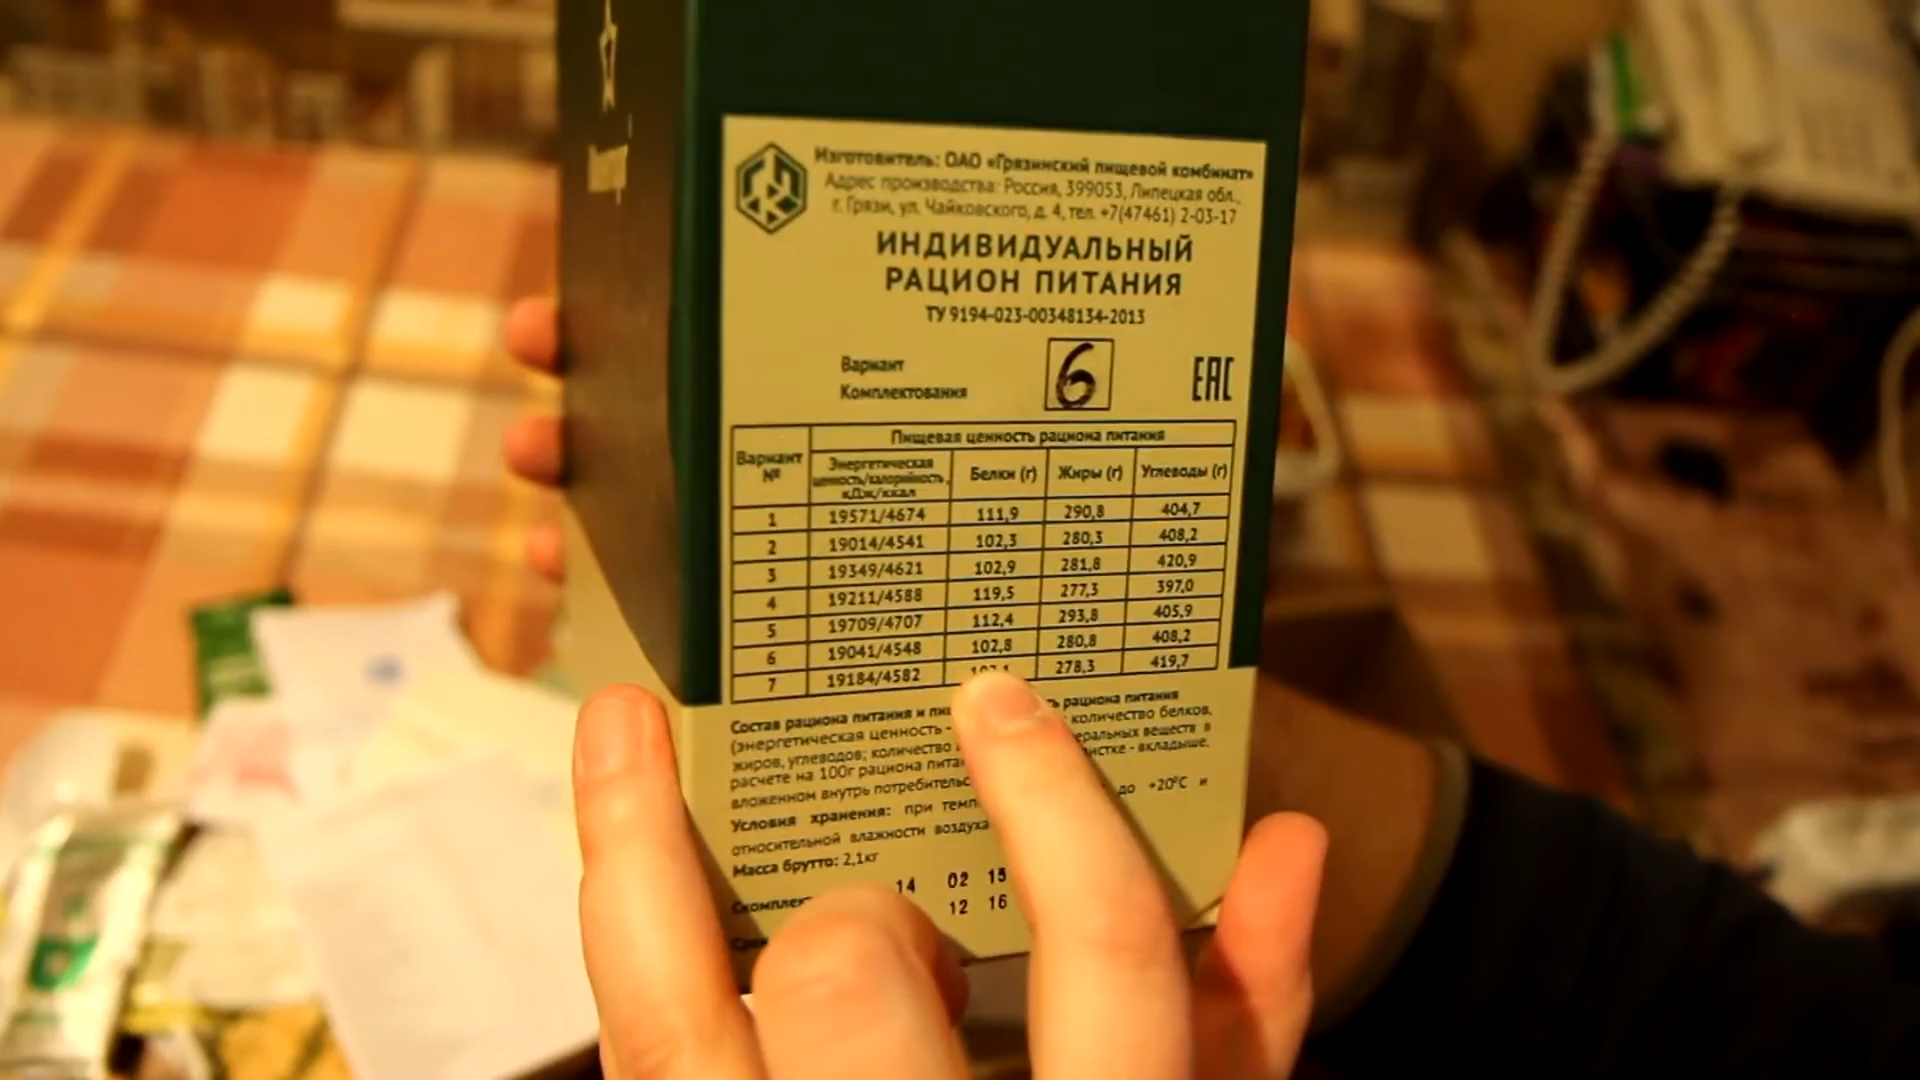 Изготовитель: ОАО «Грязинский пищевой комбинат»
Адрес производства: Россия, 399053, Липецкая обл.,
г. Грязи, ул. Чайковского, д. 4, тел. +7(47461) 2-03-17
ИНДИВИДУАЛЬНЫЙ
РАЦИОН ПИТАНИЯ
ТУ 9194-023-00348134-2013
Вариант
Комплектования
6
ЕАС
Вариант №
Пищевая ценность рациона питания
Энергетическая ценность/калорийность, кДж/ккал
Белки (г)
Жиры (г)
Углеводы (г)
1 19571/4674 111,9 290,8 404,7
2 19014/4541 102,3 280,3 408,2
3 19349/4621 102,9 281,8 420,9
4 19211/4588 119,5 277,3 397,0
5 19709/4707 112,4 293,8 405,9
6 19041/4548 102,8 280,8 408,2
7 19184/4582 278,3 419,7
Состав рациона питания и рациона питания
(энергетическая ценность - количество белков,
жиров, углеводов; количество веществ в
расчете на 100г рациона - вкладыше,
вложенном внутрь
Условия хранения: при до +20°С и
относительной влажности воздуха
Масса брутто: 2,1кг
14 02 15
12 16